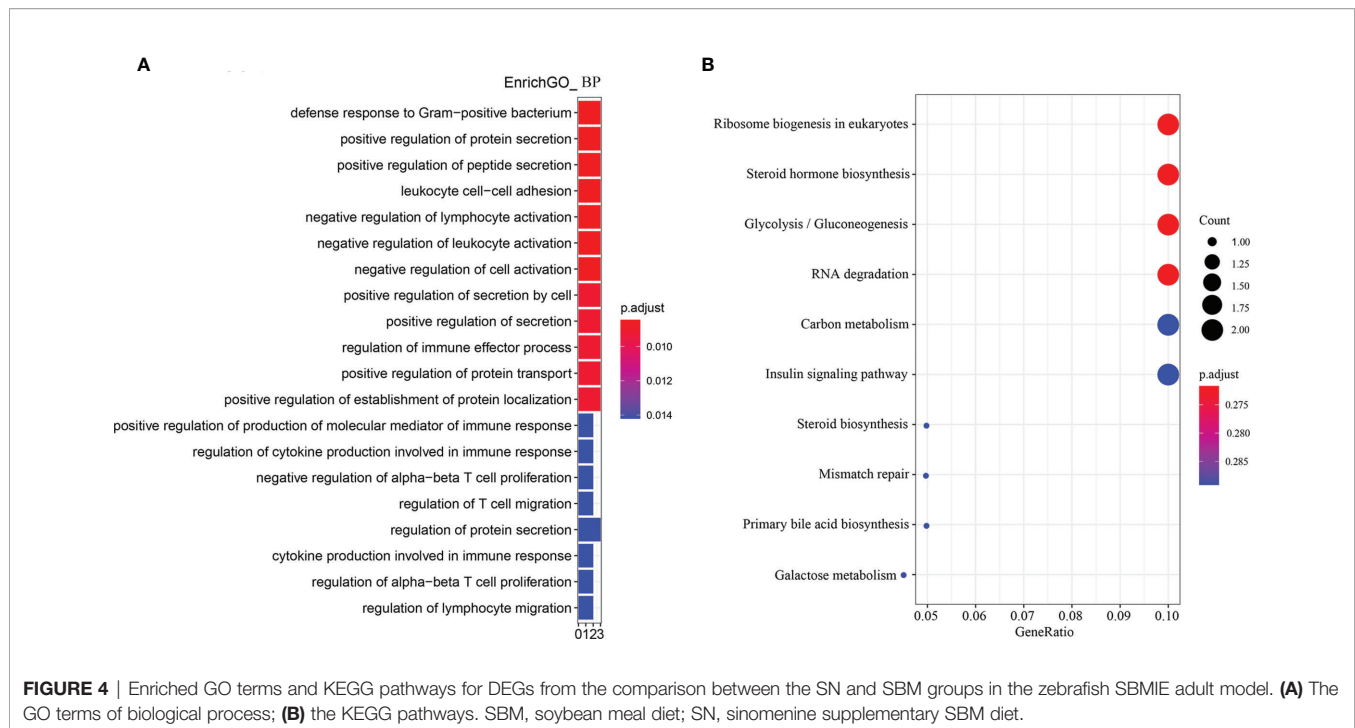 A
EnrichGO_ BP
defense response to Gram-positive bacterium
positive regulation of protein secretion
positive regulation of peptide secretion
leukocyte cell-cell adhesion
negative regulation of lymphocyte activation
negative regulation of leukocyte activation
negative regulation of cell activation
positive regulation of secretion by cell
positive regulation of secretion
regulation of immune effector process
positive regulation of protein transport
positive regulation of establishment of protein localization
positive regulation of production of molecular mediator of immune response
regulation of cytokine production involved in immune response
negative regulation of alpha-beta T cell proliferation
regulation of T cell migration
regulation of protein secretion
cytokine production involved in immune response
regulation of alpha-beta T cell proliferation
regulation of lymphocyte migration
0123
p.adjust
0.010
0.012
0.014
B
Ribosome biogenesis in eukaryotes
Steroid hormone biosynthesis
Glycolysis / Gluconeogenesis
RNA degradation
Carbon metabolism
Insulin signaling pathway
Steroid biosynthesis
Mismatch repair
Primary bile acid biosynthesis
Galactose metabolism
0.05 0.06 0.07 0.08 0.09 0.10
GeneRatio
Count
1.00
1.25
1.50
1.75
2.00
p.adjust
0.275
0.280
0.285
FIGURE 4 | Enriched GO terms and KEGG pathways for DEGs from the comparison between the SN and SBM groups in the zebrafish SBMIE adult model. (A) The
GO terms of biological process; (B) the KEGG pathways. SBM, soybean meal diet; SN, sinomenine supplementary SBM diet.